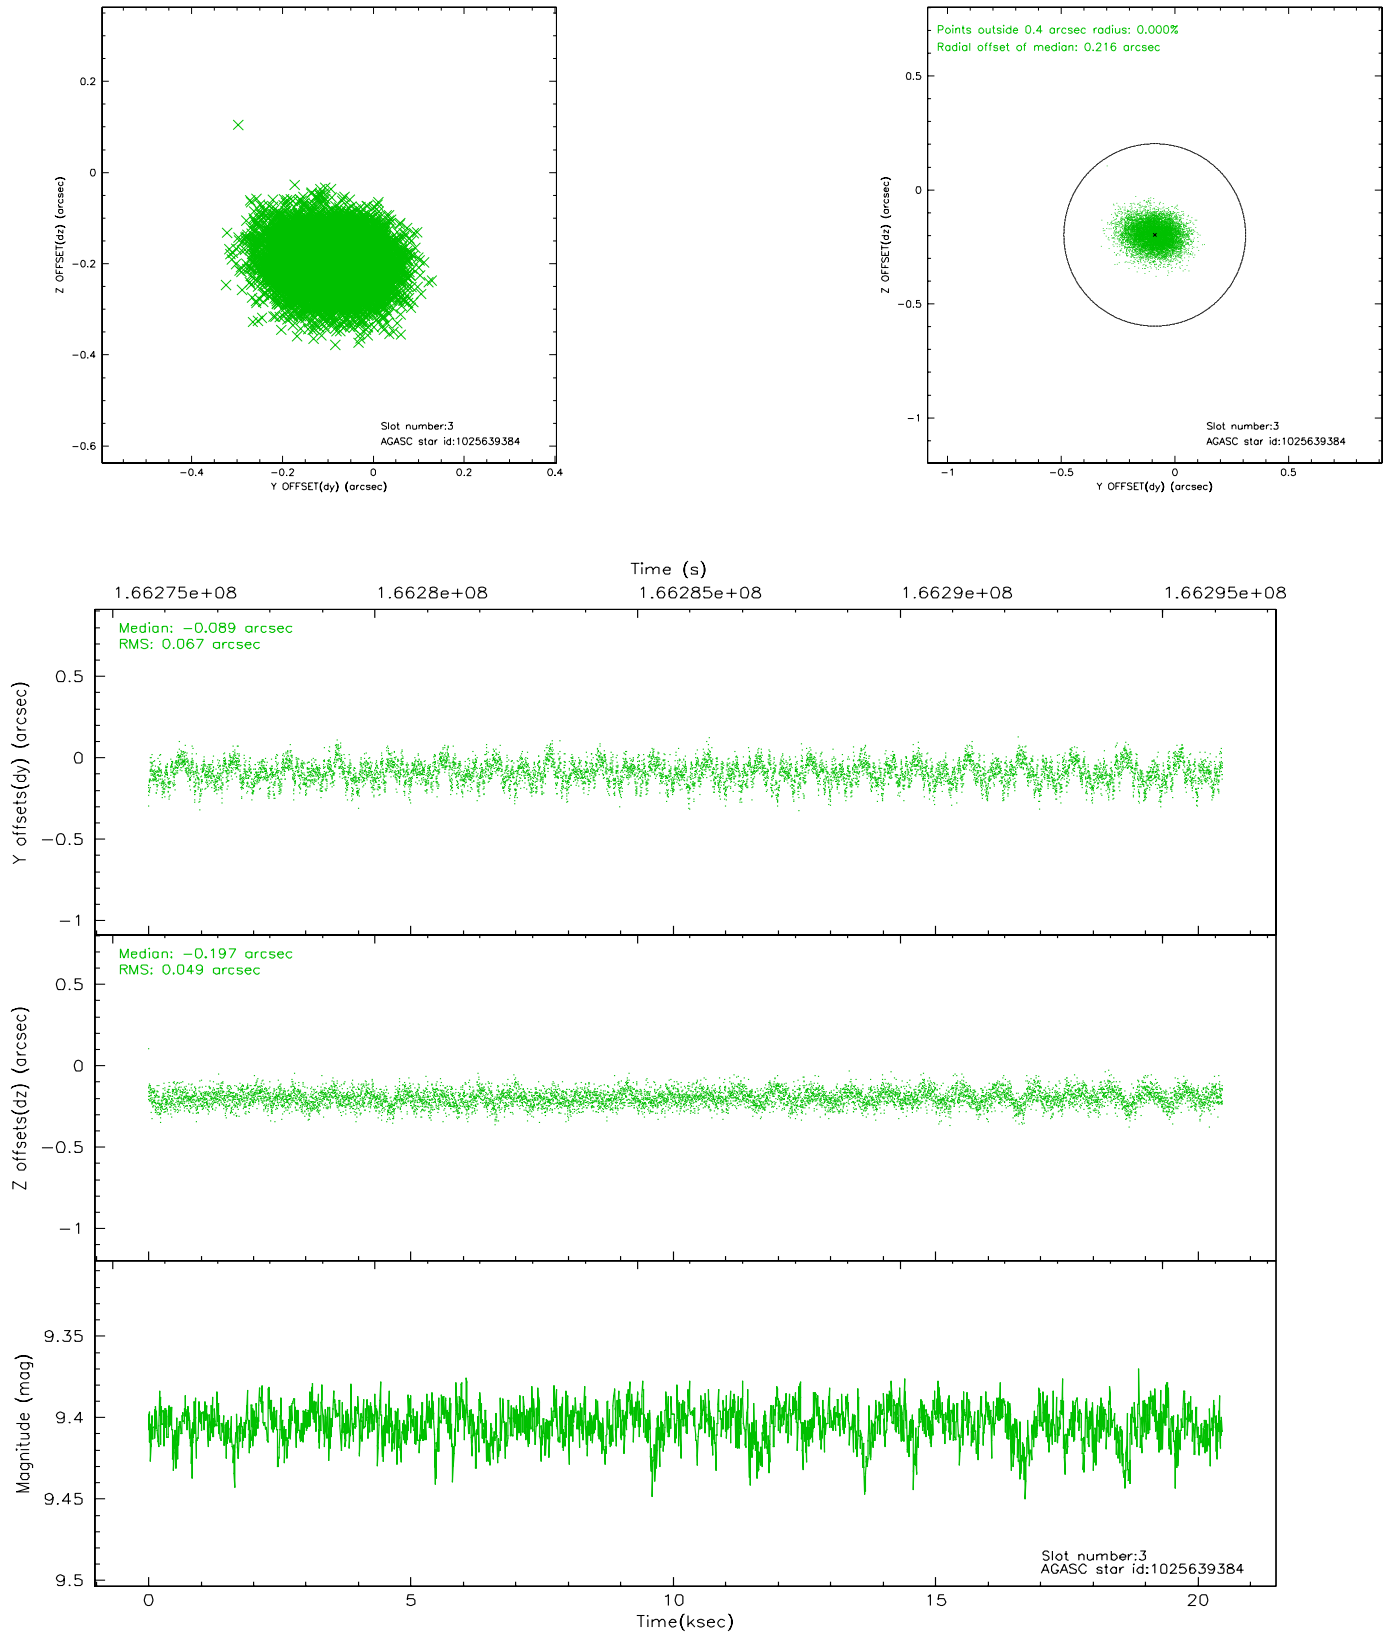 0.2
0
-0.2
-0.4
-0.6
Z OFFSET(dz) (arcsec)
Slot number:3
AGASC star id:1025639384
-0.4 -0.2 0 0.2 0.4
Y OFFSET(dy) (arcsec)
Points outside 0.4 arcsec radius: 0.000%
Radial offset of median: 0.216 arcsec
0.5
0
-0.5
-1
Z OFFSET(dz) (arcsec)
Slot number:3
AGASC star id:1025639384
-1 -0.5 0 0.5
Y OFFSET(dy) (arcsec)
Time (s)
1.66275e+08 1.6628e+08 1.66285e+08 1.6629e+08 1.66295e+08
Median: -0.089 arcsec
RMS: 0.067 arcsec
0.5
0
-0.5
-1
Y offsets(dy) (arcsec)
Median: -0.197 arcsec
RMS: 0.049 arcsec
0.5
0
-0.5
-1
Z offsets(dz) (arcsec)
9.35
9.4
9.45
9.5
Magnitude (mag)
Slot number:3
AGASC star id:1025639384
0 5 10 15 20
Time(ksec)